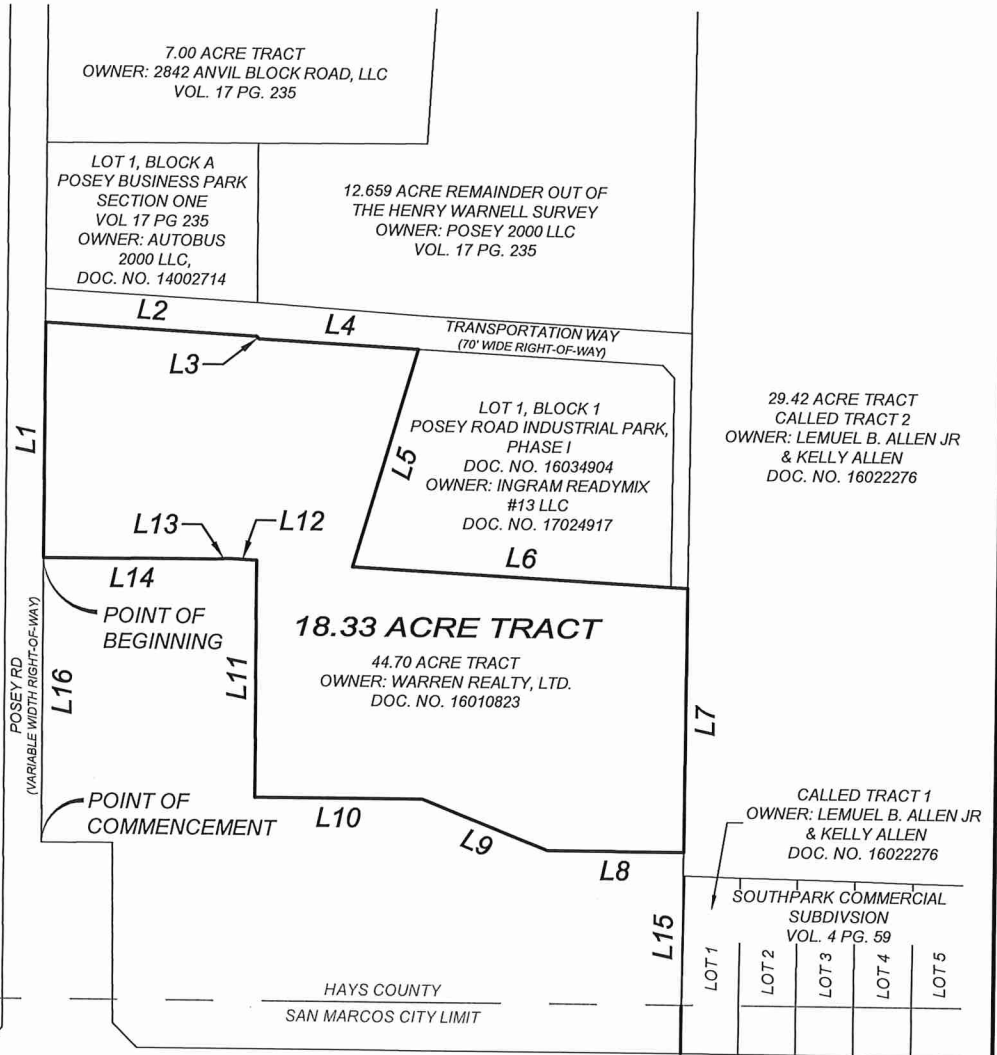 7.00 ACRE TRACT
OWNER: 2842 ANVIL BLOCK ROAD, LLC
VOL. 17 PG. 235
LOT 1, BLOCK A
POSEY BUSINESS PARK
SECTION ONE
VOL 17 PG 235
OWNER: AUTOBUS
2000 LLC,
DOC. NO. 14002714
12.659 ACRE REMAINDER OUT OF
THE HENRY WARNELL SURVEY
OWNER: POSEY 2000 LLC
VOL. 17 PG. 235
L2
L4
TRANSPORTATION WAY
(70' WIDE RIGHT-OF-WAY)
L3
L1
L5
LOT 1, BLOCK 1
POSEY ROAD INDUSTRIAL PARK,
PHASE I
DOC. NO. 16034904
OWNER: INGRAM READYMIX
#13 LLC
DOC. NO. 17024917
29.42 ACRE TRACT
CALLED TRACT 2
OWNER: LEMUEL B. ALLEN JR
& KELLY ALLEN
DOC. NO. 16022276
L13
L12
L6
L14
POINT OF
BEGINNING
18.33 ACRE TRACT
44.70 ACRE TRACT
OWNER: WARREN REALTY, LTD.
DOC. NO. 16010823
POSEY RD
(VARIABLE WIDTH RIGHT-OF-WAY)
L16
L11
L7
POINT OF
COMMENCEMENT
L10
L9
L8
CALLED TRACT 1
OWNER: LEMUEL B. ALLEN JR
& KELLY ALLEN
DOC. NO. 16022276
SOUTHPARK COMMERCIAL
SUBDIVSION
VOL. 4 PG. 59
L15
LOT 1
LOT 2
LOT 3
LOT 4
LOT 5
HAYS COUNTY
SAN MARCOS CITY LIMIT